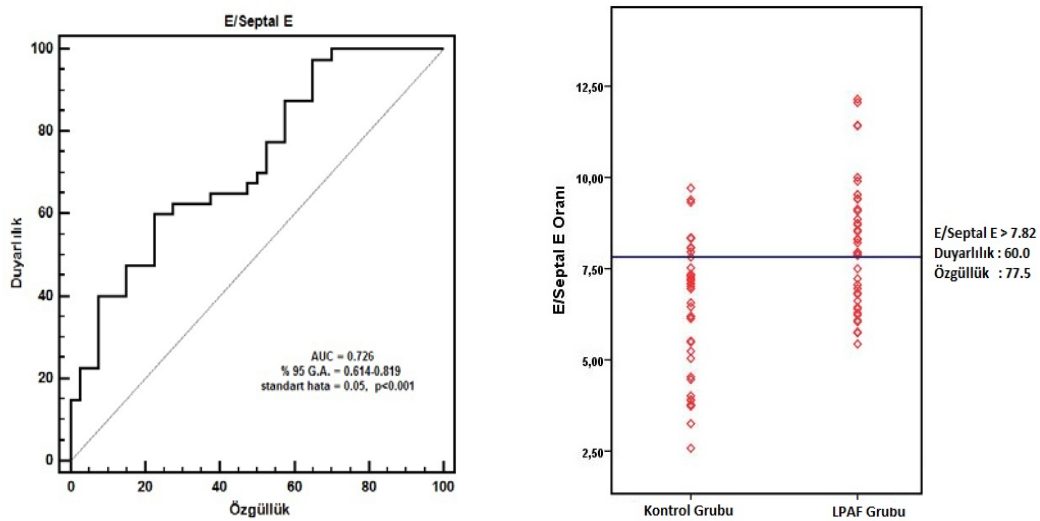 E/Septal E
100
80
60
40
20
0
Duyarlılık
AUC = 0.726
% 95 G.A. = 0.614-0.819
standart hata = 0.05, p<0.001
0 20 40 60 80 100
Özgüllük
12,50
10,00
7,50
5,00
2,50
E/Septal E Oranı
E/Septal E > 7.82
Duyarlılık : 60.0
Özgüllük : 77.5
Kontrol Grubu LPAF Grubu